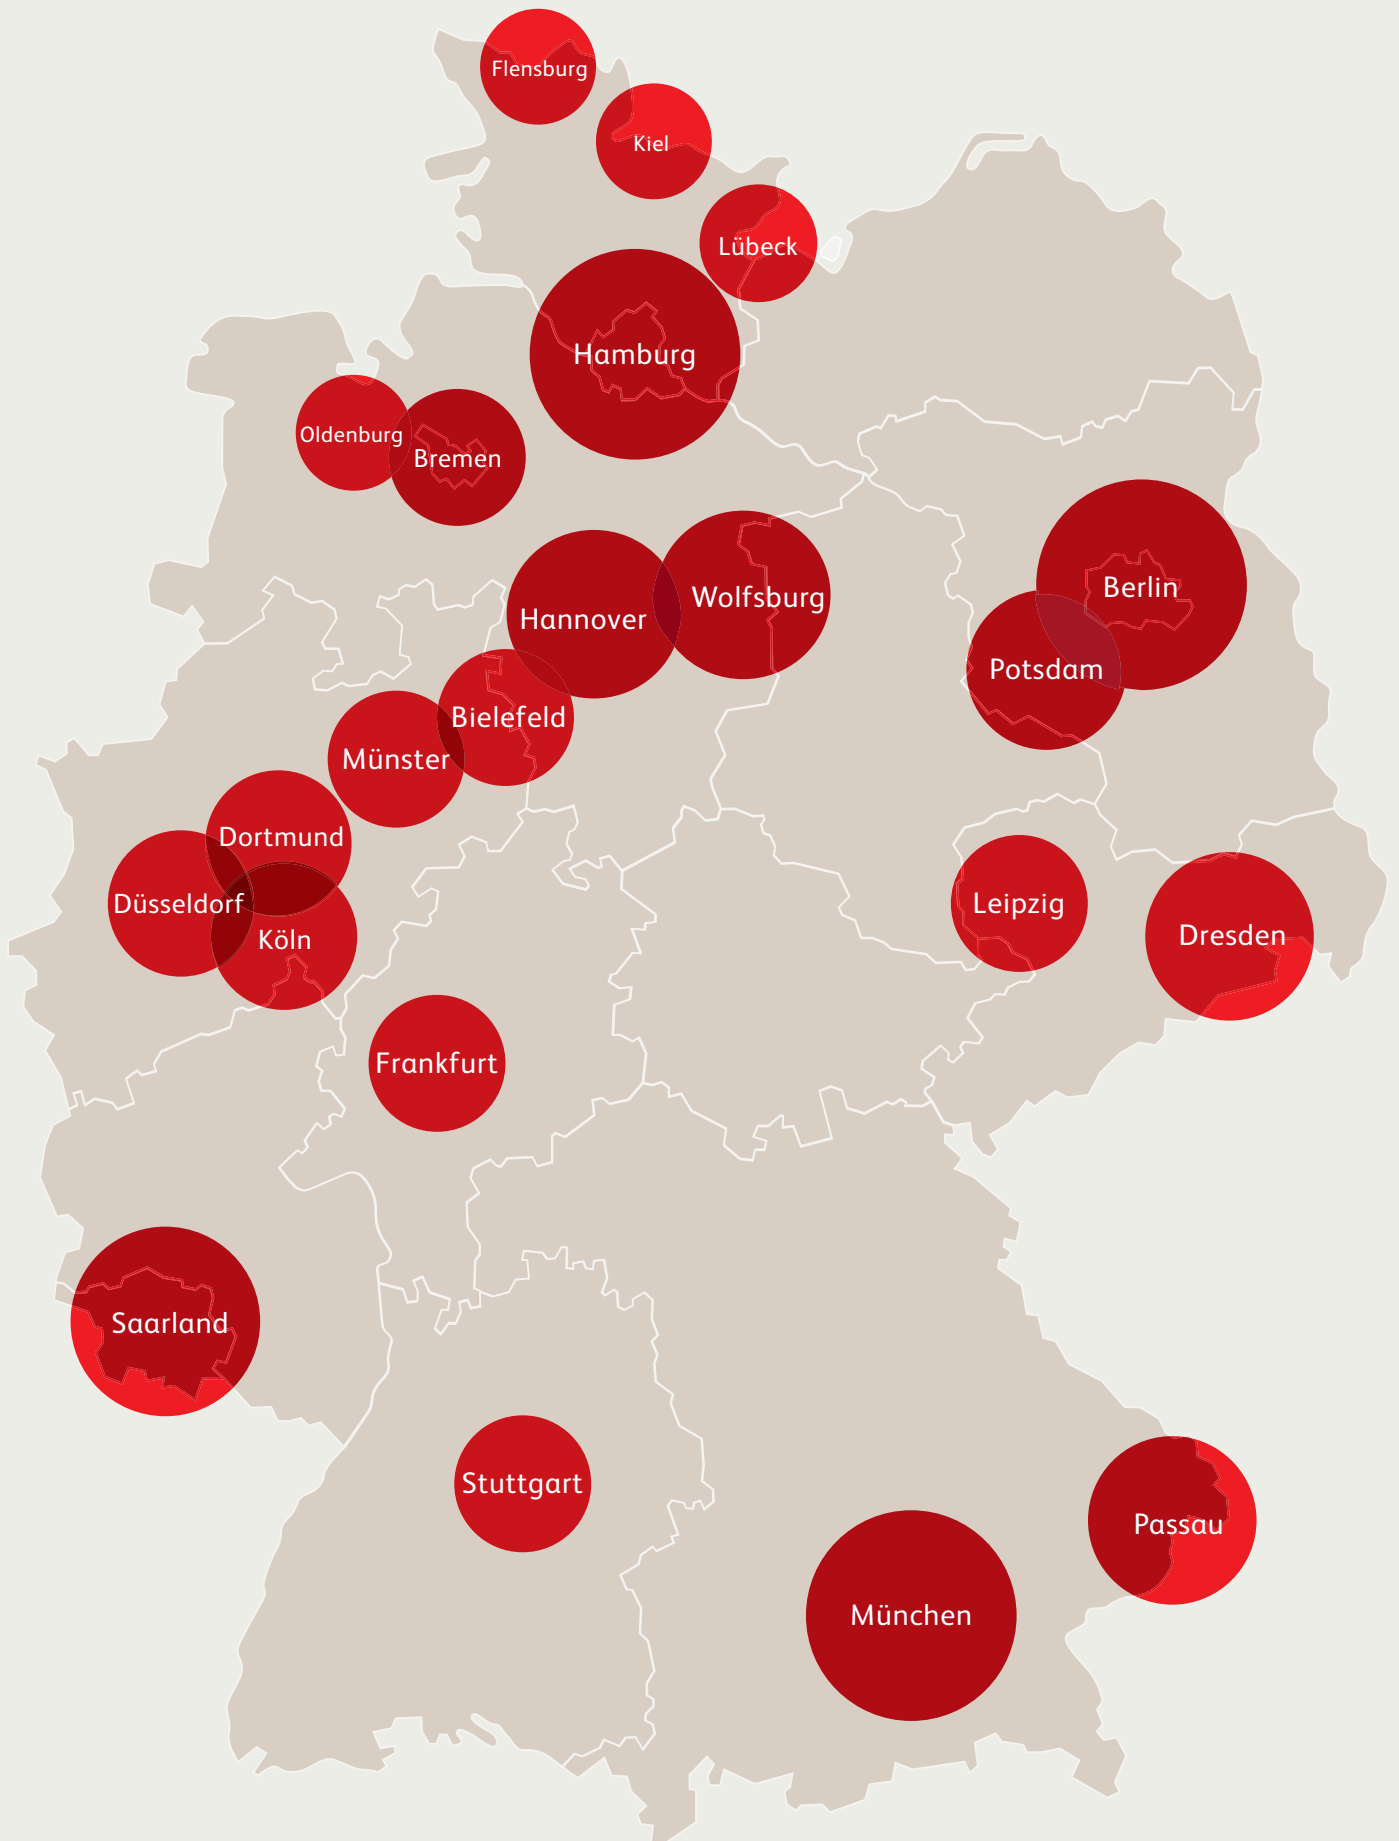 Flensburg
Kiel
Lübeck
Hamburg
Oldenburg
Bremen
Berlin
Wolfsburg
Hannover
Potsdam
Bielefeld
Münster
Dortmund
Düsseldorf
Leipzig
Dresden
Köln
Frankfurt
Saarland
Stuttgart
Passau
München